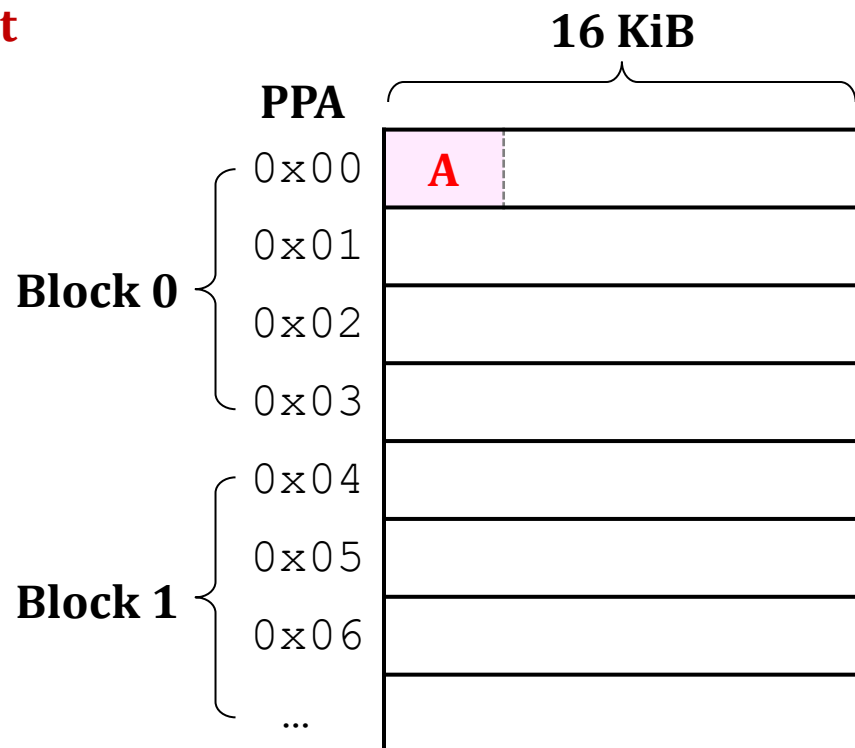 t
16 KiB
PPA
0x00 A
0x01
Block 0
0x02
0x03
0x04
0x05
Block 1
0x06
...